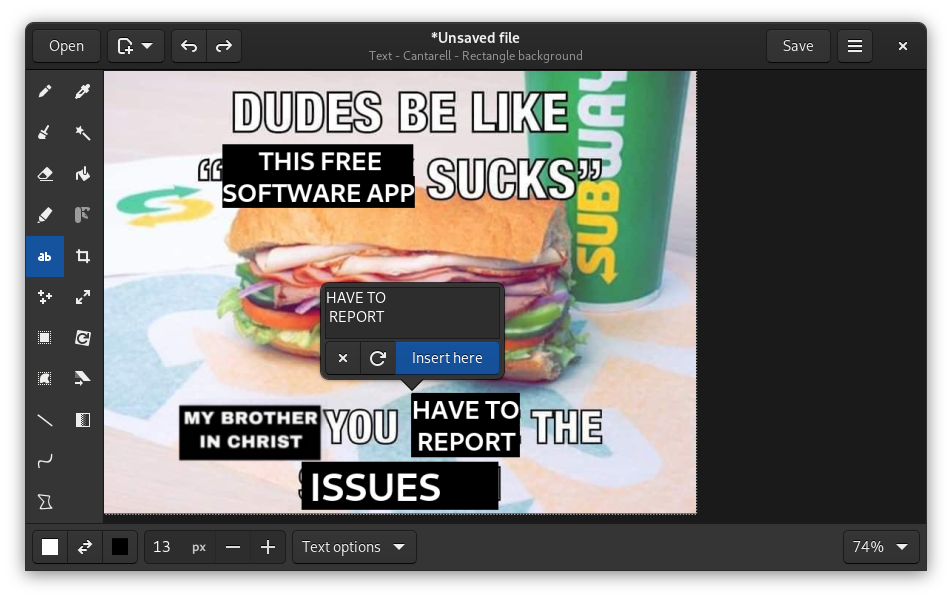 Open
*Unsaved file
Text - Cantarell - Rectangle background
Save
DUDES BE LIKE
“THIS FREE
SOFTWARE APP SUCKS”
SUBWAY
HAVE TO
REPORT
Insert here
ab
MY BROTHER
IN CHRIST YOU HAVE TO
REPORT THE
ISSUES
13 px
Text options
74%